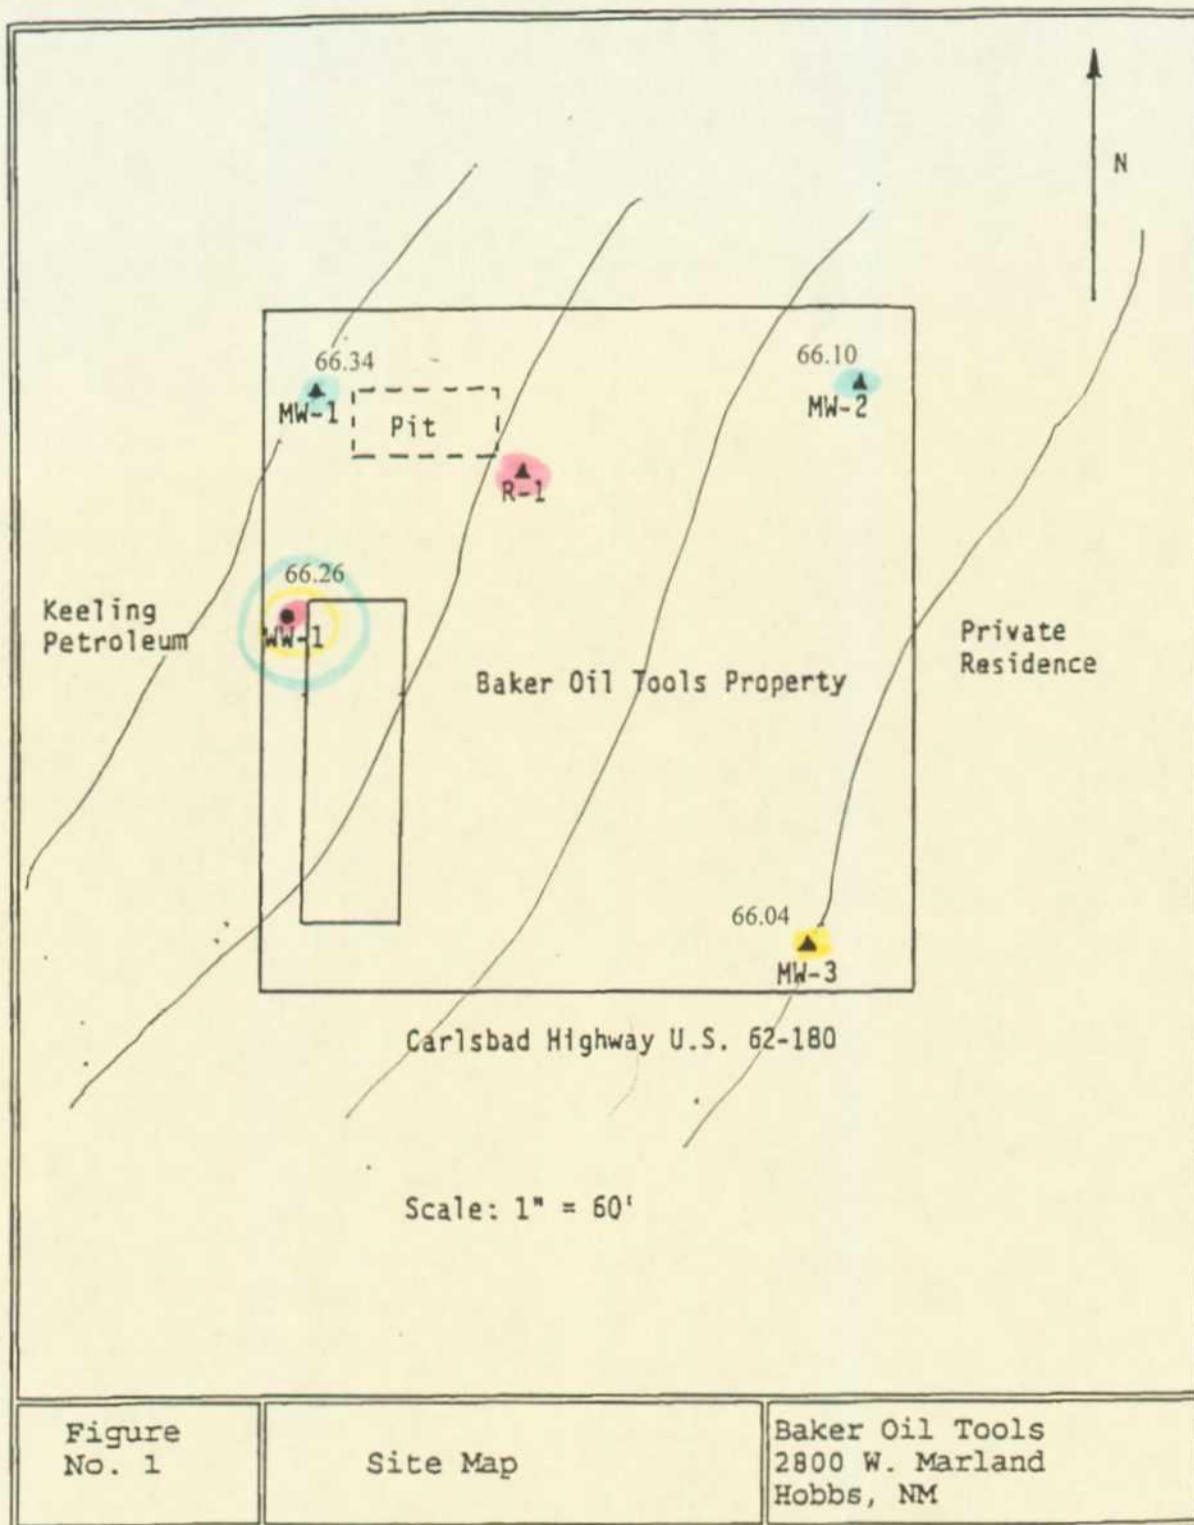 N
66.34
MW-1
Pit
66.10
MW-2
R-1
66.26
WW-1
Keeling
Petroleum
Baker Oil Tools Property
Private
Residence
66.04
MW-3
Carlsbad Highway U.S. 62-180
Scale: 1" = 60'
Figure
No. 1
Site Map
Baker Oil Tools
2800 W. Marland
Hobbs, NM